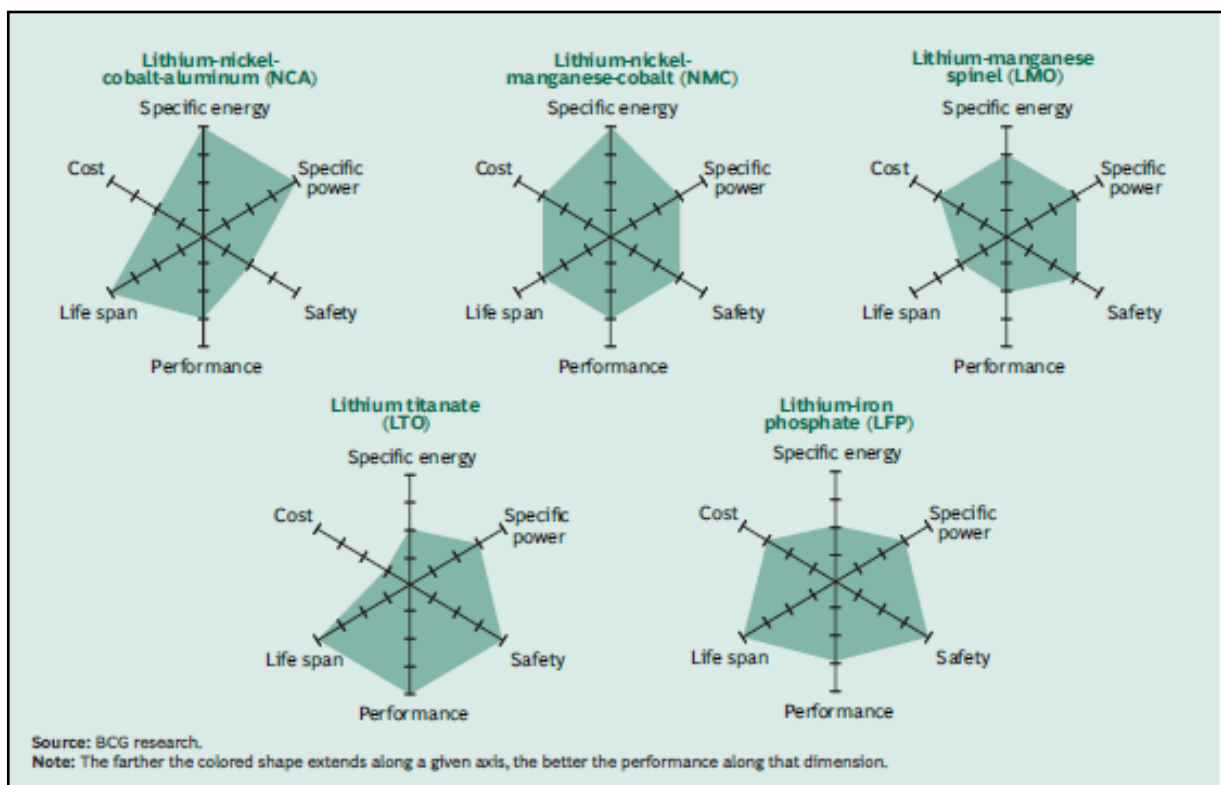 Lithium-nickel-
cobalt-aluminum (NCA)
Specific energy
Cost
Specific
power
Life span
Safety
Performance
Lithium-nickel-
manganese-cobalt (NMC)
Specific energy
Cost
Specific
power
Life span
Safety
Performance
Lithium-manganese
spinel (LMO)
Specific energy
Cost
Specific
power
Life span
Safety
Performance
Lithium titanate
(LTO)
Specific energy
Cost
Specific
power
Life span
Safety
Performance
Lithium-iron
phosphate (LFP)
Specific energy
Cost
Specific
power
Life span
Safety
Performance
Source: BCG research.
Note: The farther the colored shape extends along a given axis, the better the performance along that dimension.